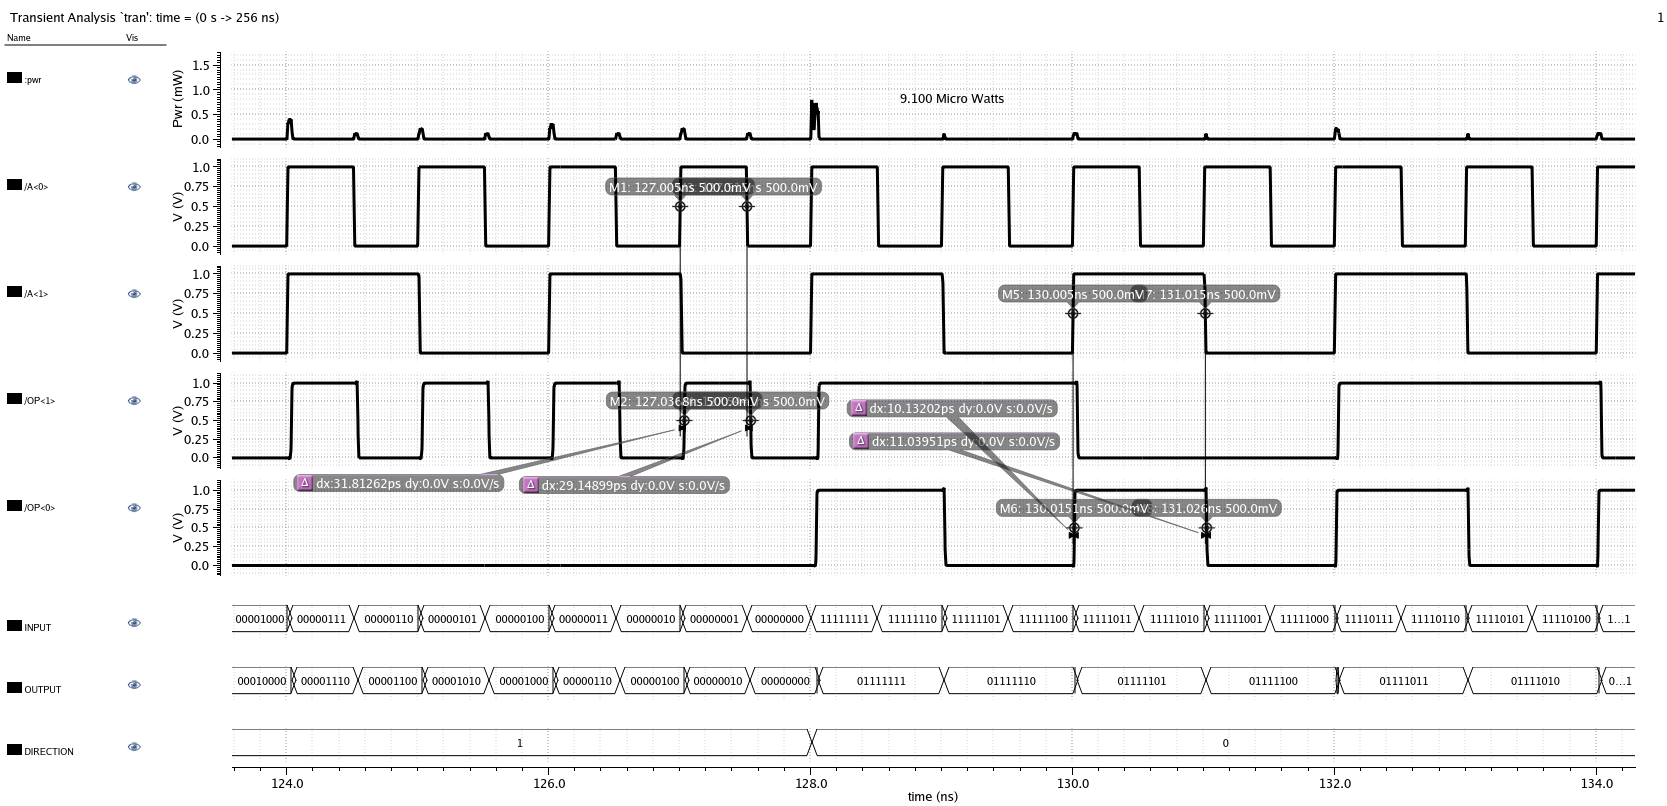 Transient Analysis `tran': time = (0 s -> 256 ns)
1
Name Vis
:pwr
Pwr (mW)
1.5
1.0
0.5
0.0
9.100 Micro Watts
/A<0>
V (V)
1.0
0.75
0.5
0.25
0.0
M1: 127.005ns 500.0mV s 500.0mV
/A<1>
V (V)
1.0
0.75
0.5
0.25
0.0
M5: 130.005ns 500.0mV 7: 131.015ns 500.0mV
/OP<1>
V (V)
1.0
0.75
0.5
0.25
0.0
M2: 127.0368ns 500.0mV s 500.0mV
Δ dx:10.13202ps dy:0.0V s:0.0V/s
Δ dx:11.03951ps dy:0.0V s:0.0V/s
Δ dx:31.81262ps dy:0.0V s:0.0V/s
Δ dx:29.14899ps dy:0.0V s:0.0V/s
/OP<0>
V (V)
1.0
0.75
0.5
0.25
0.0
M6: 130.0151ns 500.0mV : 131.026ns 500.0mV
INPUT
00001000 00000111 00000110 00000101 00000100 00000011 00000010 00000001 00000000 11111111 11111110 11111101 11111100 11111011 11111010 11111001 11111000 11110111 11110110 11110101 11110100 1...1
OUTPUT
00010000 00001110 00001100 00001010 00001000 00000110 00000100 00000010 00000000 01111111 01111110 01111101 01111100 01111011 01111010 0...1
DIRECTION
1 0
124.0 126.0 128.0 130.0 132.0 134.0
time (ns)